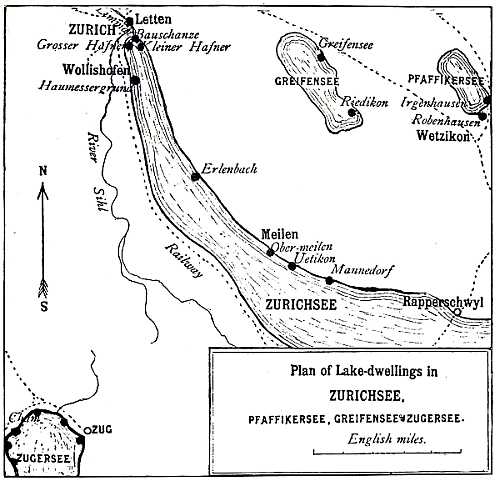 Limmat
Letten
ZURICH
Bauschanze
Grosser Hafner
Kleiner Hafner
Greifensee
Wollishofen
Haumessergrund
GREIFENSEE
PFAFFIKERSEE
Riedikon
Irgenhausen
Robenhausen
Wetzikon
River Sihl
Erlenbach
N
S
Railway
Meilen
Ober-meilen
Uetikon
Mannedorf
ZURICHSEE
Rapperschwyl
Cham
ZUG
ZUGERSEE
Plan of Lake-dwellings in
ZURICHSEE,
PFAFFIKERSEE, GREIFENSEE & ZUGERSEE.
English miles.